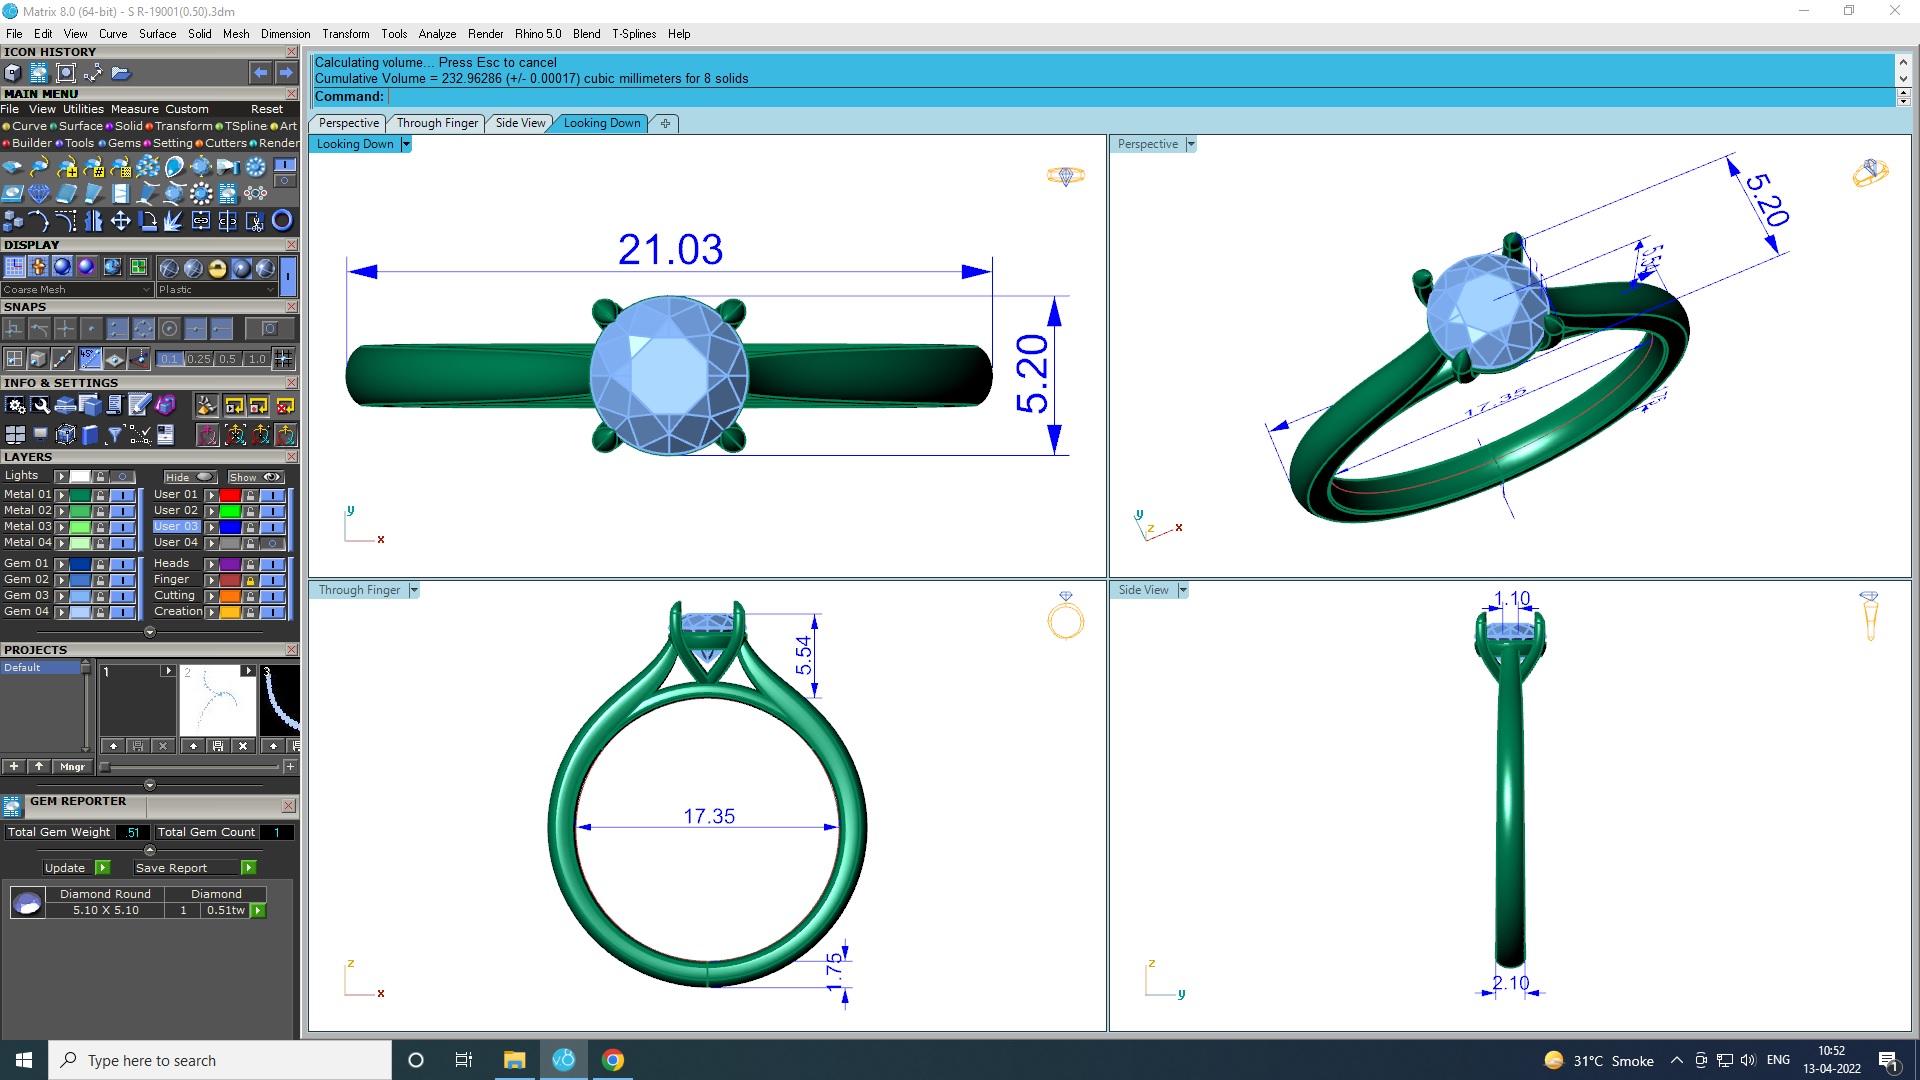 Matrix 8.0 (64-bit) - S R-19001(0.50).3dm
File Edit View Curve Surface Solid Mesh Dimension Transform Tools Analyze Render Rhino 5.0 Blend T-Splines Help
ICON HISTORY
MAIN MENU
File View Utilities Measure Custom Reset
Curve Surface Solid Transform TSpline Art
Builder Tools Gems Setting Cutters Render
DISPLAY
Coarse Mesh Plastic
SNAPS
45° 0.1 0.25 0.5 1.0
INFO & SETTINGS
LAYERS
Lights Hide Show
Metal 01 User 01
Metal 02 User 02
Metal 03 User 03
Metal 04 User 04
Gem 01 Heads
Gem 02 Finger
Gem 03 Cutting
Gem 04 Creation
PROJECTS
Default
1 2 3
Mngr
GEM REPORTER
Total Gem Weight .51 Total Gem Count 1
Update Save Report
Diamond Round Diamond
5.10 X 5.10 1 0.51tw
Calculating volume... Press Esc to cancel
Cumulative Volume = 232.96286 (+/- 0.00017) cubic millimeters for 8 solids
Command:
Perspective Through Finger Side View Looking Down
Looking Down
21.03
5.20
y
x
Perspective
5.20
5.54
17.35
y
z
x
Through Finger
5.54
17.35
1.75
z
x
Side View
1.10
2.10
z
y
Type here to search
31°C Smoke
ENG
10:52
13-04-2022
1